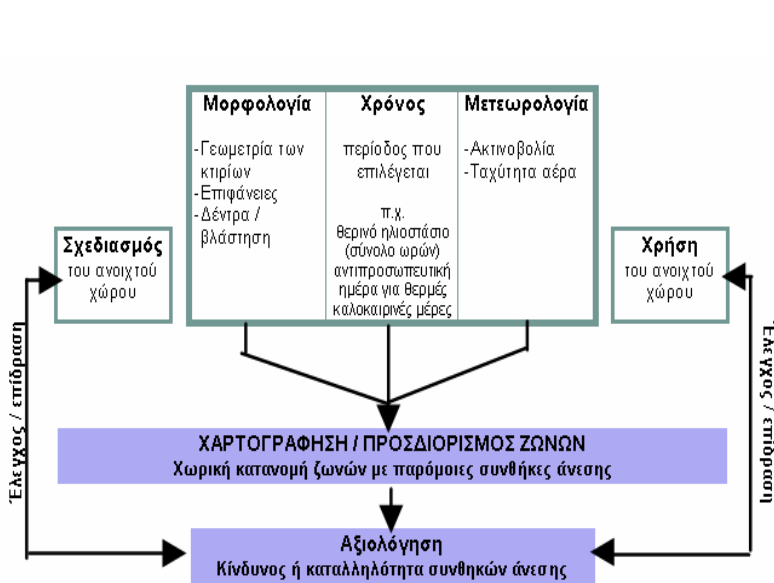 Μορφολογία
-Γεωμετρία των
κτιρίων
-Επιφάνειες
-Δέντρα /
βλάστηση
Χρόνος
περίοδος που
επιλέγεται
π.χ.
θερινό ηλιοστάσιο
(σύνολο ωρών)
αντιπροσωπευτική
ημέρα για θερμές
καλοκαιρινές μέρες
Μετεωρολογία
-Ακτινοβολία
-Ταχύτητα αέρα
Σχεδιασμός
του ανοιχτού
χώρου
Χρήση
του ανοιχτού
χώρου
Έλεγχος / επίδραση
Έλεγχος / επίδραση
ΧΑΡΤΟΓΡΑΦΗΣΗ / ΠΡΟΣΔΙΟΡΙΣΜΟΣ ΖΩΝΩΝ
Χωρική κατανομή ζωνών με παρόμοιες συνθήκες άνεσης
Αξιολόγηση
Κίνδυνος ή καταλληλότητα συνθηκών άνεσης